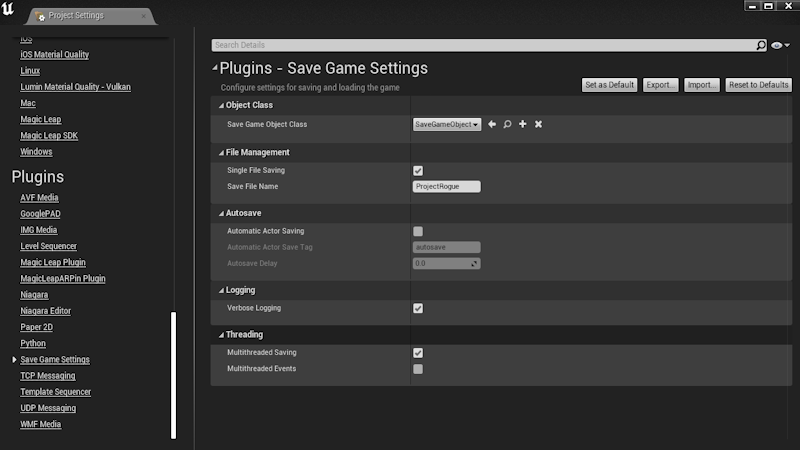 Project Settings
iOS
iOS Material Quality
Linux
Lumin Material Quality - Vulkan
Mac
Magic Leap
Magic Leap SDK
Windows
Plugins
AVF Media
GooglePAD
IMG Media
Level Sequencer
Magic Leap Plugin
MagicLeapARPin Plugin
Niagara
Niagara Editor
Paper 2D
Python
Save Game Settings
TCP Messaging
Template Sequencer
UDP Messaging
WMF Media
Search Details
Plugins - Save Game Settings
Configure settings for saving and loading the game
Set as Default Export... Import... Reset to Defaults
Object Class
Save Game Object Class SaveGameObject
File Management
Single File Saving
Save File Name ProjectRogue
Autosave
Automatic Actor Saving
Automatic Actor Save Tag autosave
Autosave Delay 0.0
Logging
Verbose Logging
Threading
Multithreaded Saving
Multithreaded Events